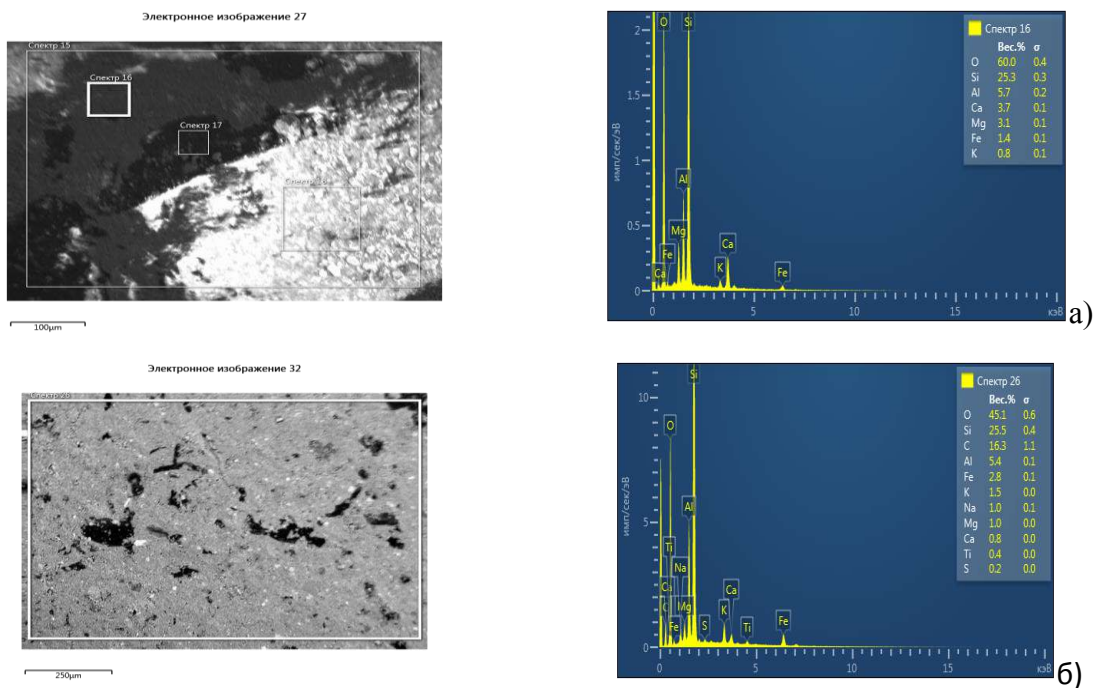 Электронное изображение 27
Спектр 15
Спектр 16
Спектр 17
100µm
2
1.5
1
0.5
0
имп/сек/эВ
O
Si
Al
Mg
Fe
Ca
K
Ca
Fe
0
5
10
15
кэВ
Спектр 16
Вес.% σ
O 60.0 0.4
Si 25.3 0.3
Al 5.7 0.2
Ca 3.7 0.1
Mg 3.1 0.1
Fe 1.4 0.1
K 0.8 0.1
а)
Электронное изображение 32
Спектр 26
250µm
10
5
0
имп/сек/эВ
Si
O
Al
Ti
Na
Ca
C
Mg
Fe
S
K
Ca
Ti
Fe
0
5
10
15
кэВ
Спектр 26
Вес.% σ
O 45.1 0.6
Si 25.5 0.4
C 16.3 1.1
Al 5.4 0.1
Fe 2.8 0.1
K 1.5 0.0
Na 1.0 0.1
Mg 1.0 0.0
Ca 0.8 0.0
Ti 0.4 0.0
S 0.2 0.0
б)